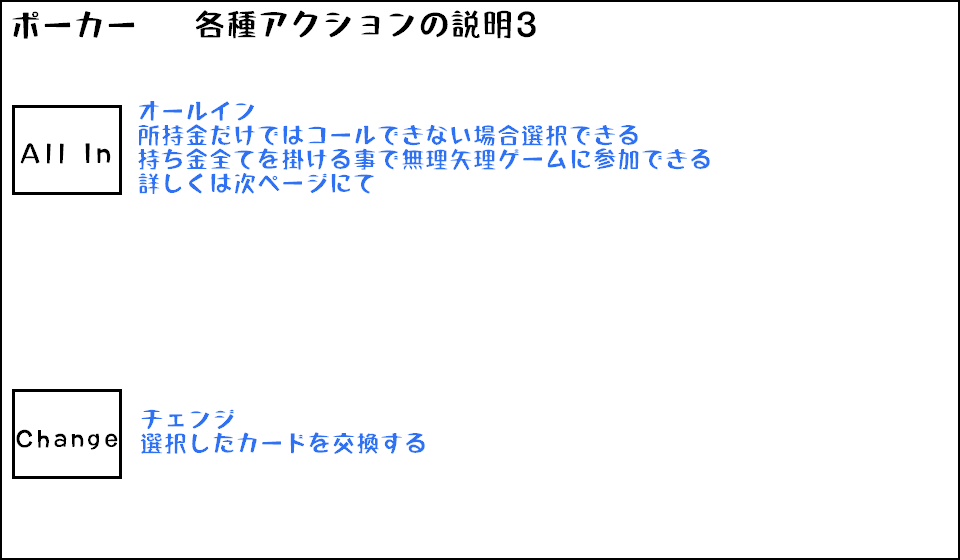 ポーカー　各種アクションの説明3
All In
オールイン
所持金だけではコールできない場合選択できる
持ち金全てを掛ける事で無理矢理ゲームに参加できる
詳しくは次ページにて
Change
チェンジ
選択したカードを交換する